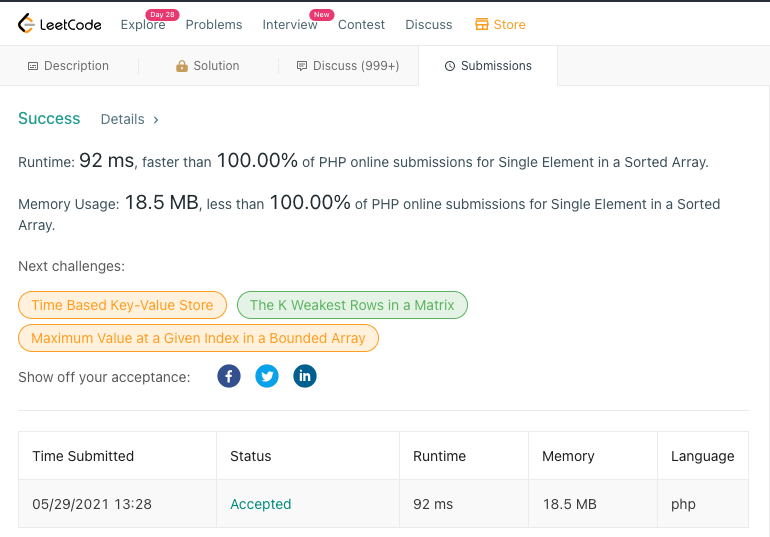 LeetCode Explore Day 28 Problems Interview New Contest Discuss Store
Description Solution Discuss (999+) Submissions
Success Details >
Runtime: 92 ms, faster than 100.00% of PHP online submissions for Single Element in a Sorted Array.
Memory Usage: 18.5 MB, less than 100.00% of PHP online submissions for Single Element in a Sorted
Array.
Next challenges:
Time Based Key-Value Store The K Weakest Rows in a Matrix
Maximum Value at a Given Index in a Bounded Array
Show off your acceptance: f in
Time Submitted Status Runtime Memory Language
05/29/2021 13:28 Accepted 92 ms 18.5 MB php